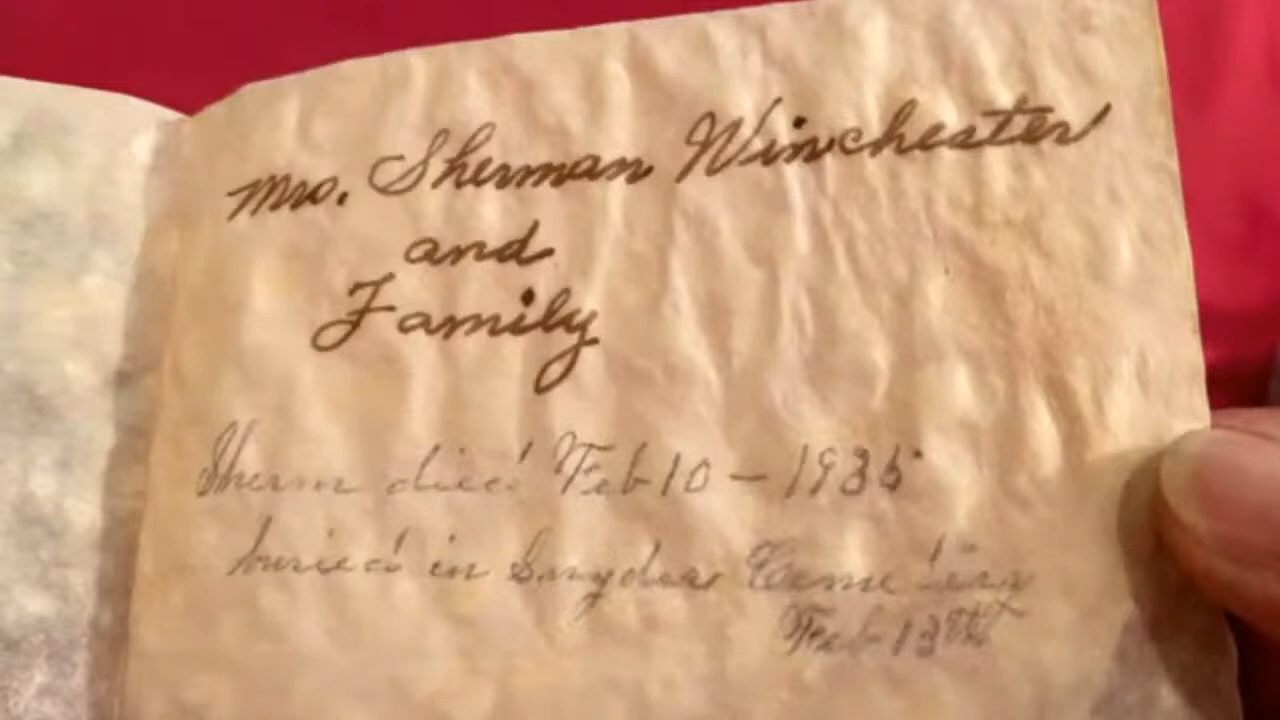 Mrs. Sherman Winchester
and
Family
Sherm died Feb 10 - 1935
buried in Snyder Cemetery
Feb 13th